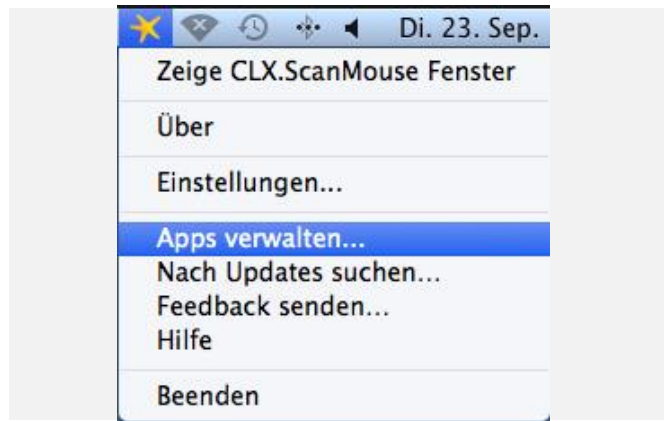 Di. 23. Sep.
Zeige CLX.ScanMouse Fenster
Über
Einstellungen...
Apps verwalten...
Nach Updates suchen...
Feedback senden...
Hilfe
Beenden